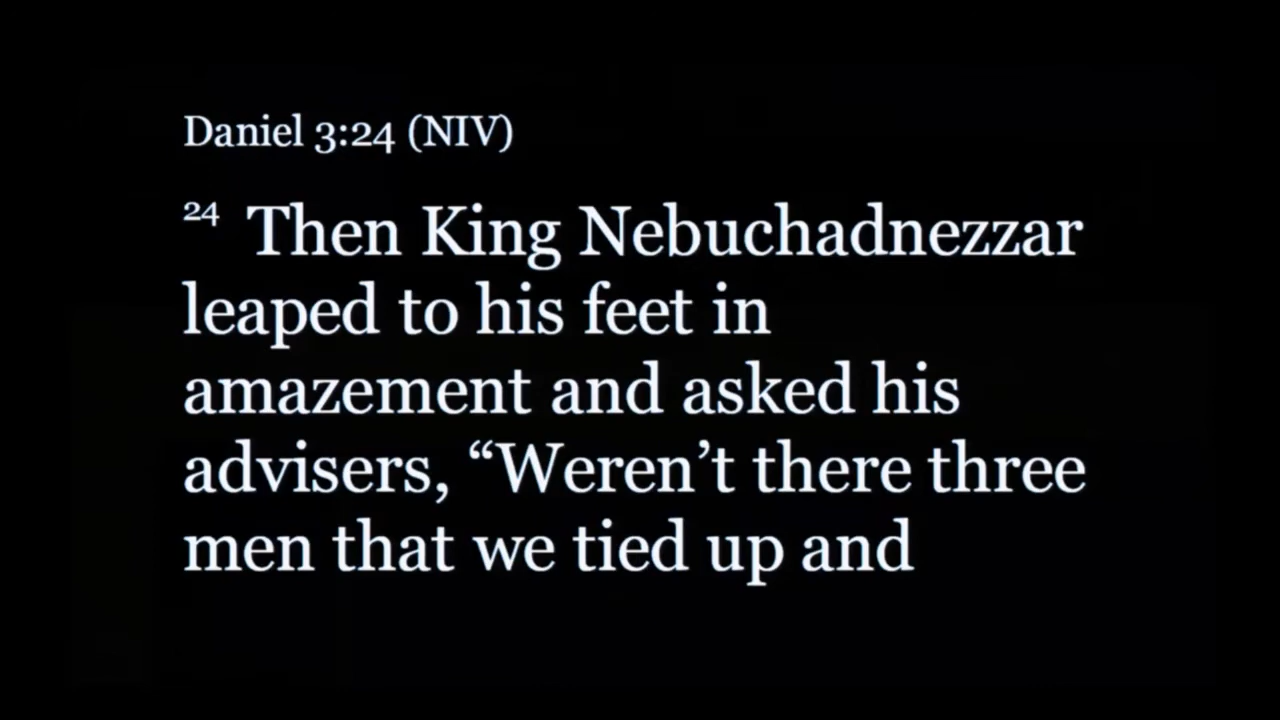 Daniel 3:24 (NIV)
24 Then King Nebuchadnezzar
leaped to his feet in
amazement and asked his
advisers, “Weren’t there three
men that we tied up and